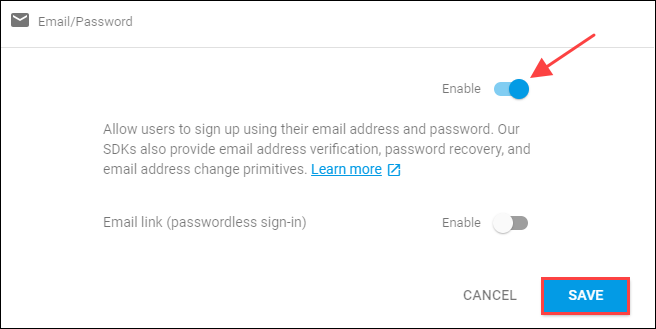 Email/Password
Enable
Allow users to sign up using their email address and password. Our
SDKs also provide email address verification, password recovery, and
email address change primitives. Learn more
Email link (passwordless sign-in) Enable
CANCEL SAVE